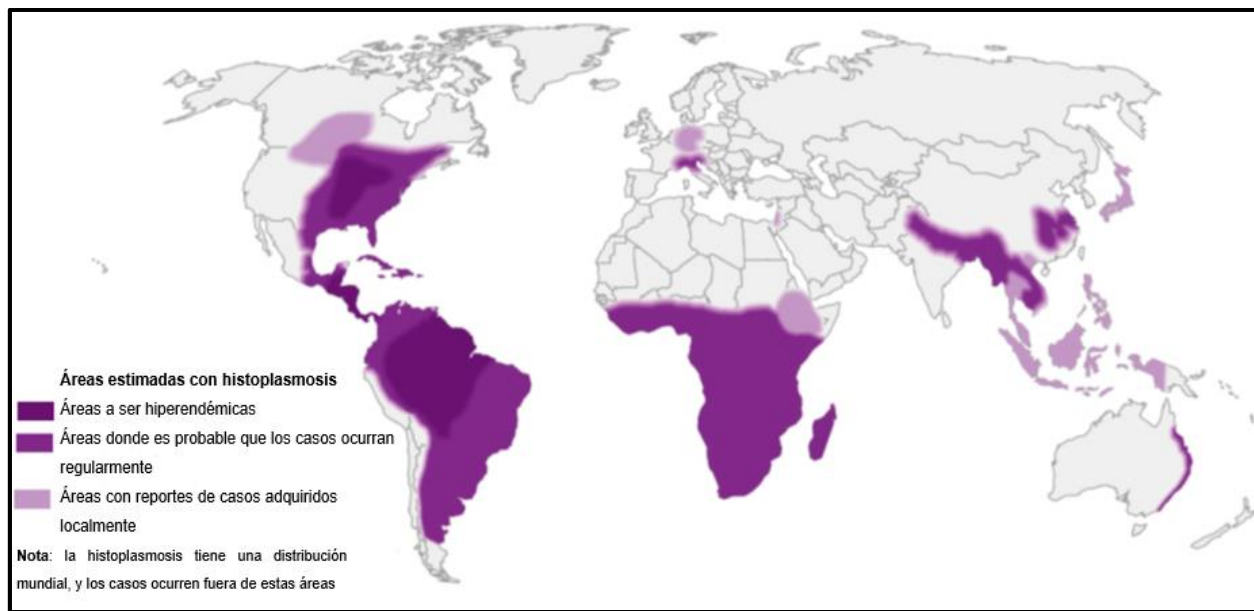 Áreas estimadas con histoplasmosis
Áreas a ser hiperendémicas
Áreas donde es probable que los casos ocurran
regularmente
Áreas con reportes de casos adquiridos
localmente
Nota: la histoplasmosis tiene una distribución
mundial, y los casos ocurren fuera de estas áreas